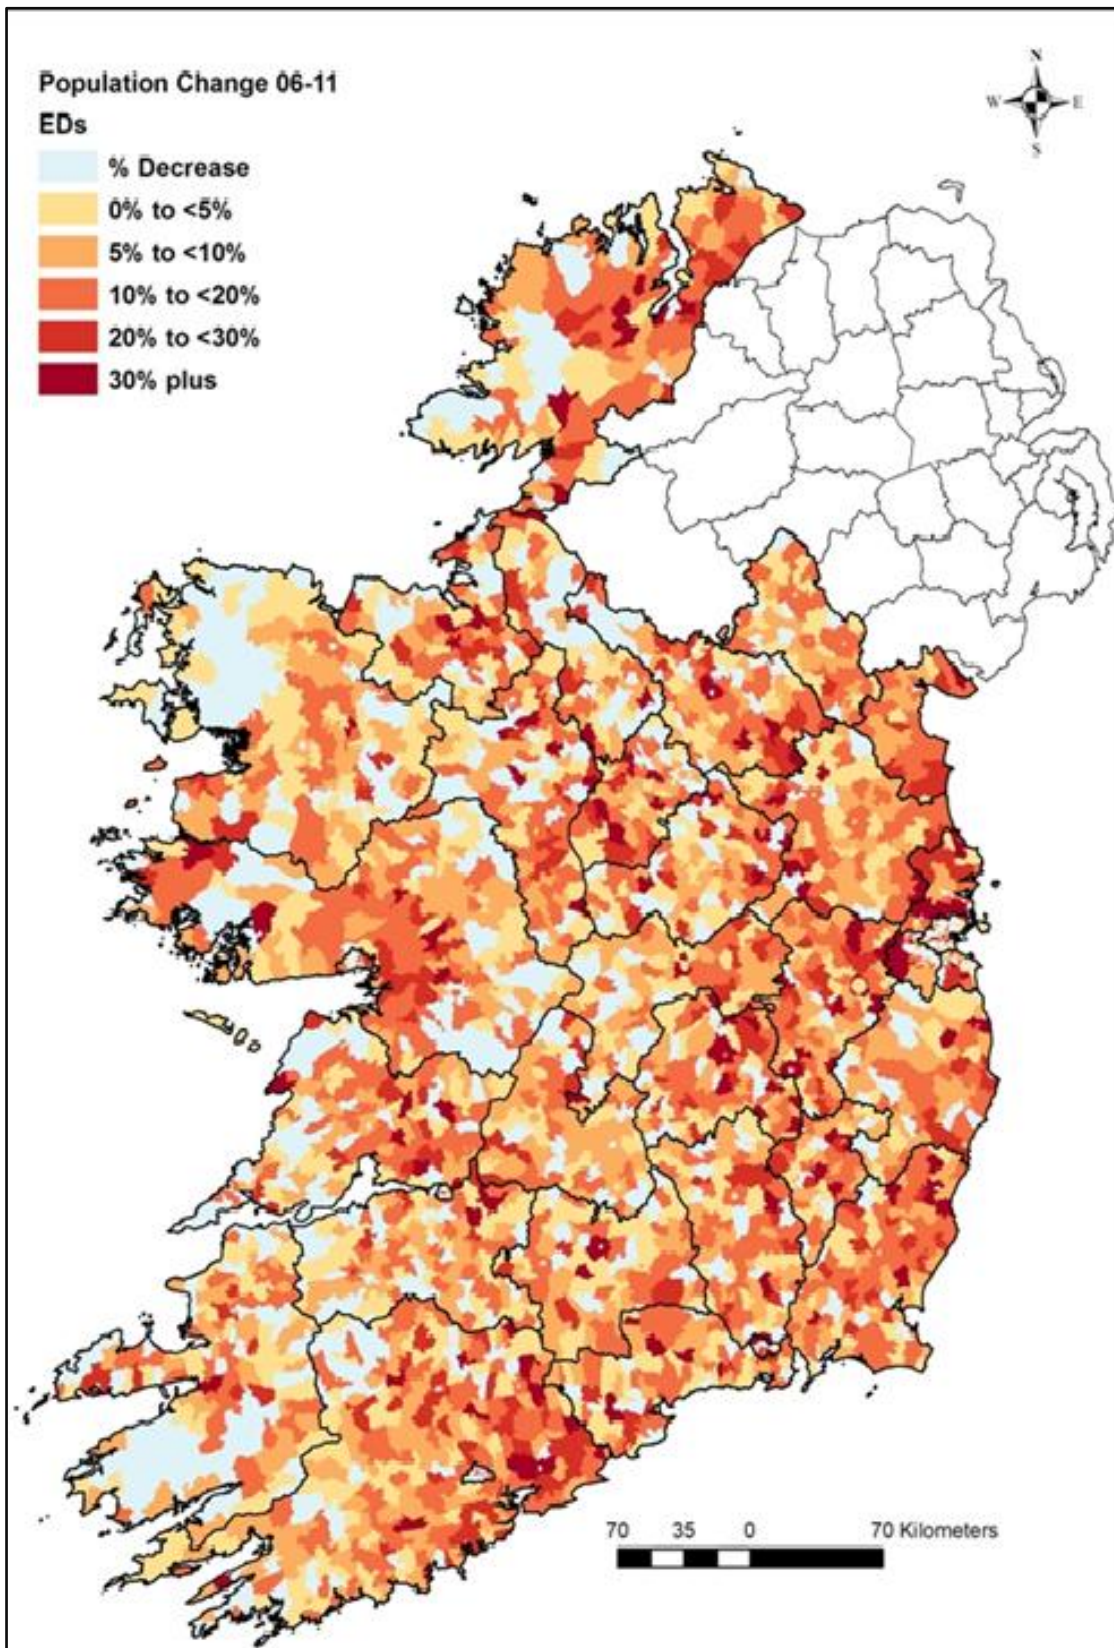 Population Change 06-11
EDs
% Decrease
0% to <5%
5% to <10%
10% to <20%
20% to <30%
30% plus
N
W
E
S
70 35 0 70 Kilometers